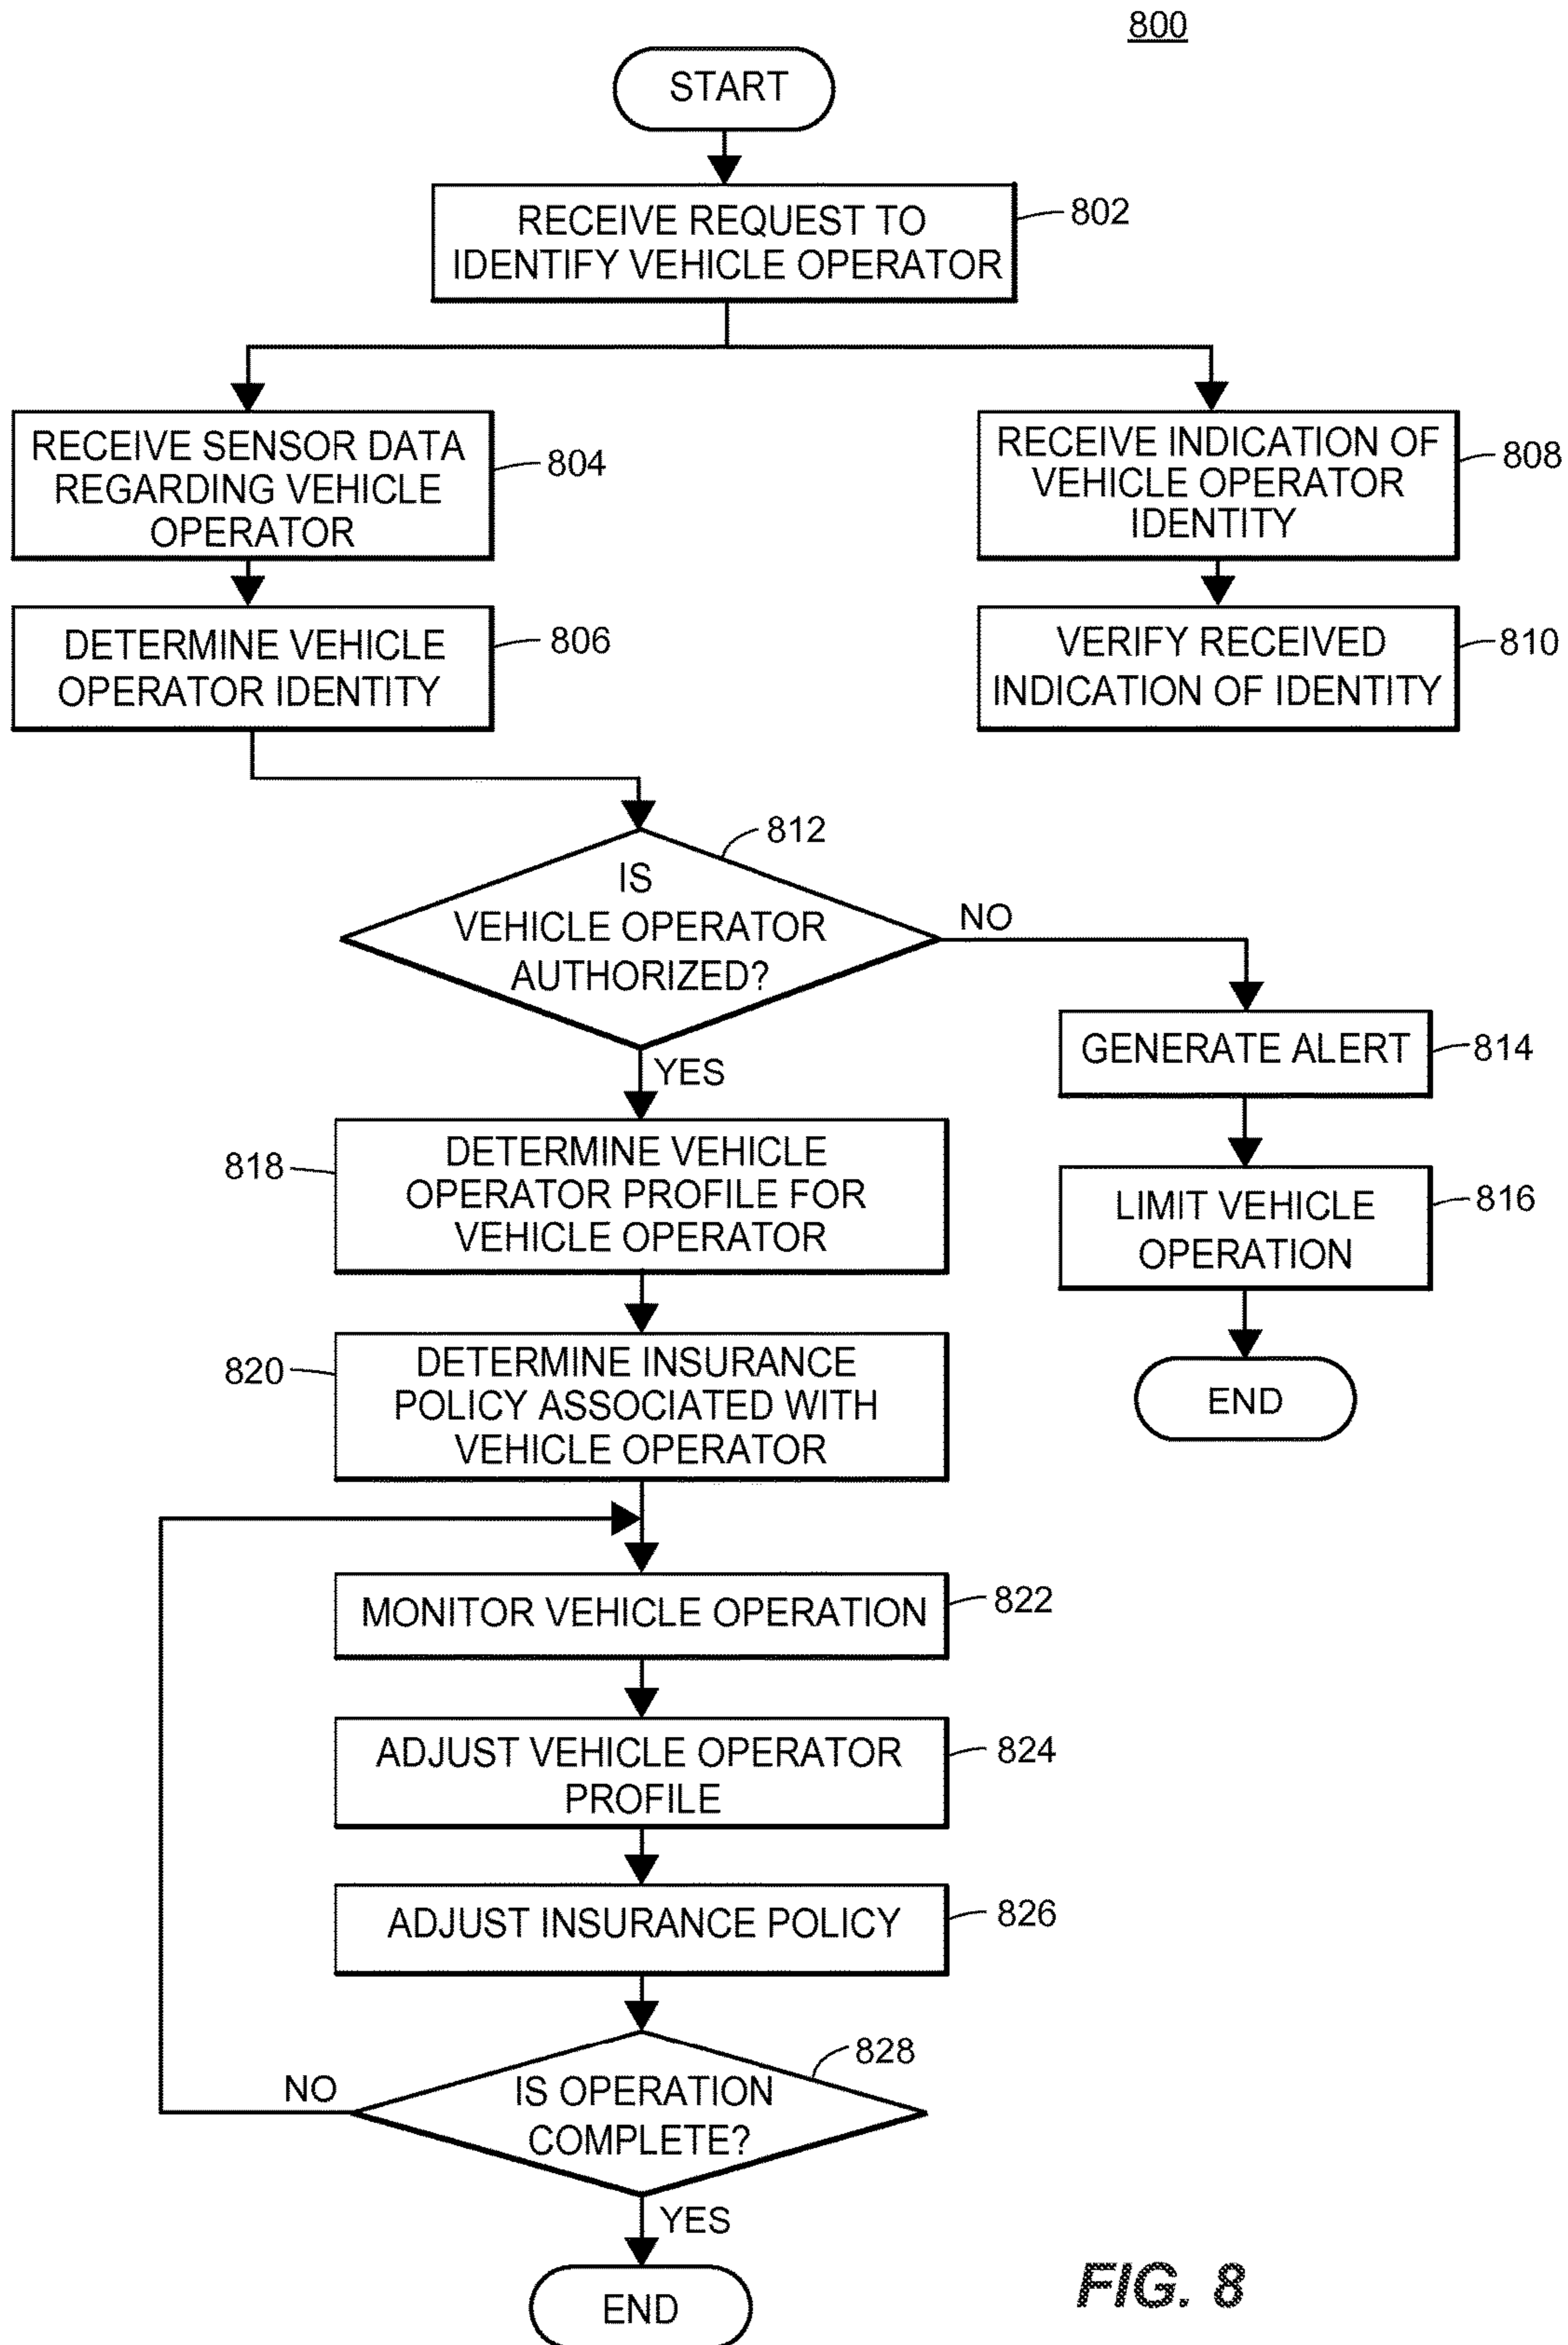 800
START
RECEIVE REQUEST TO
IDENTIFY VEHICLE OPERATOR
802
RECEIVE SENSOR DATA
REGARDING VEHICLE
OPERATOR
804
RECEIVE INDICATION OF
VEHICLE OPERATOR
IDENTITY
808
DETERMINE VEHICLE
OPERATOR IDENTITY
806
VERIFY RECEIVED
INDICATION OF IDENTITY
810
812
IS
VEHICLE OPERATOR
AUTHORIZED?
NO
YES
GENERATE ALERT
814
818
DETERMINE VEHICLE
OPERATOR PROFILE FOR
VEHICLE OPERATOR
LIMIT VEHICLE
OPERATION
816
820
DETERMINE INSURANCE
POLICY ASSOCIATED WITH
VEHICLE OPERATOR
END
MONITOR VEHICLE OPERATION
822
ADJUST VEHICLE OPERATOR
PROFILE
824
ADJUST INSURANCE POLICY
826
828
NO
IS OPERATION
COMPLETE?
YES
END
FIG. 8